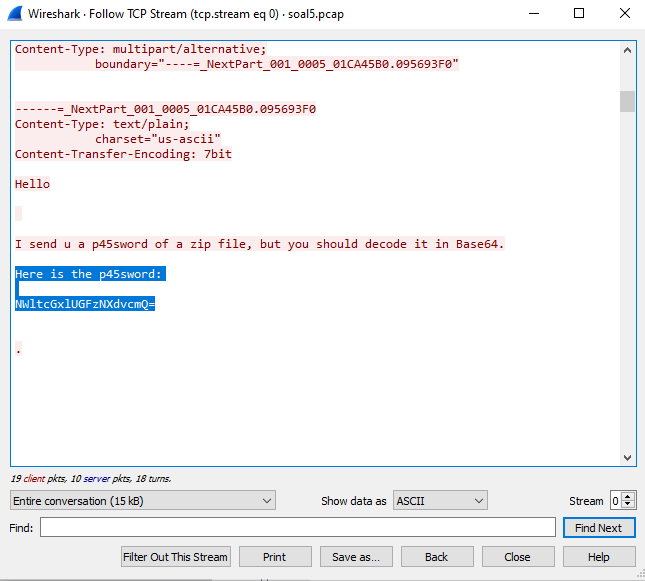 Wireshark · Follow TCP Stream (tcp.stream eq 0) · soal5.pcap
Content-Type: multipart/alternative;
boundary="----=_NextPart_001_0005_01CA45B0.095693F0"
------=_NextPart_001_0005_01CA45B0.095693F0
Content-Type: text/plain;
charset="us-ascii"
Content-Transfer-Encoding: 7bit
Hello
I send u a p45sword of a zip file, but you should decode it in Base64.
Here is the p45sword:
NWltcGxlUGFzNXdvcmQ=
.
19 client pkts, 10 server pkts, 18 turns.
Entire conversation (15 kB) Show data as ASCII Stream 0
Find: Find Next
Filter Out This Stream Print Save as... Back Close Help